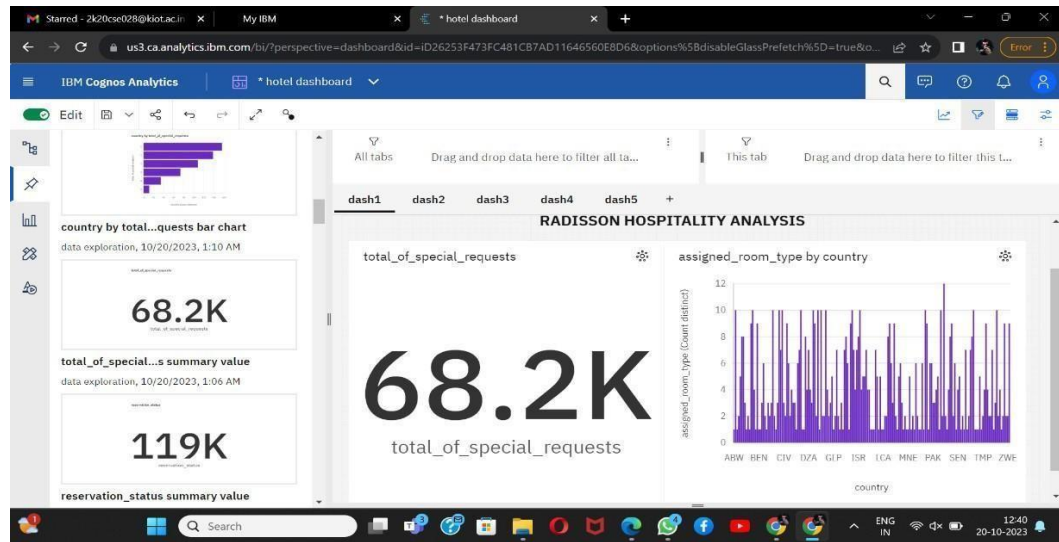 Starred - 2k20cse028@kiot.ac.in
My IBM
* hotel dashboard
us3.ca.analytics.ibm.com/bi/?perspective=dashboard&id=iD26253F473FC481CB7AD11646560E8D6&options%5BdisableGlassPrefetch%5D=true&o...
Error
IBM Cognos Analytics
* hotel dashboard
Edit
All tabs
Drag and drop data here to filter all ta...
This tab
Drag and drop data here to filter this t...
dash1
dash2
dash3
dash4
dash5
+
country by total...quests bar chart
data exploration, 10/20/2023, 1:10 AM
68.2K
total_of_special_requests
total_of_special...s summary value
data exploration, 10/20/2023, 1:06 AM
119K
reservation_status
reservation_status summary value
RADISSON HOSPITALITY ANALYSIS
total_of_special_requests
68.2K
total_of_special_requests
assigned_room_type by country
assigned_room_type (Count distinct)
12
10
8
6
4
2
0
ABW BEN CIV DZA GLP ISR LCA MNE PAK SEN TMP ZWE
country
Search
ENG
IN
12:40
20-10-2023